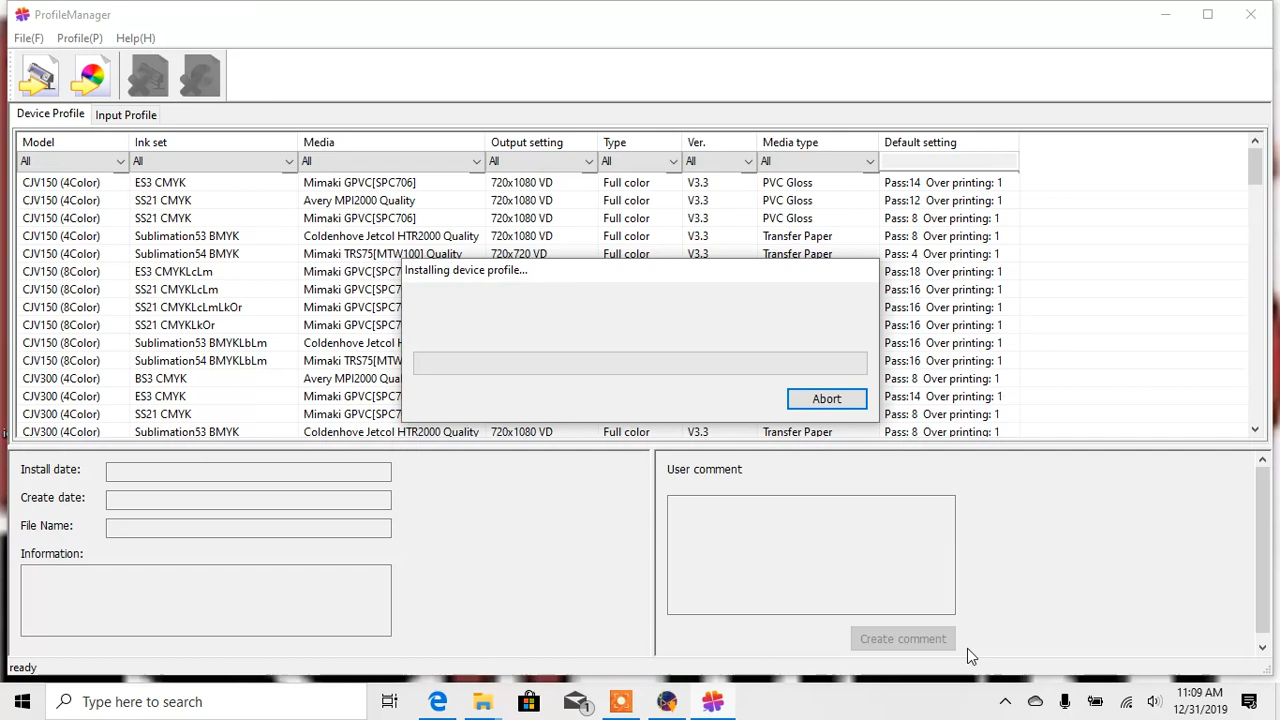 ProfileManager
File(F) Profile(P) Help(H)
Device Profile Input Profile
Model Ink set Media Output setting Type Ver. Media type Default setting
All All All All All All All
CJV150 (4Color) ES3 CMYK Mimaki GPVC[SPC706] 720x1080 VD Full color V3.3 PVC Gloss Pass:14 Over printing: 1
CJV150 (4Color) SS21 CMYK Avery MPI2000 Quality 720x1080 VD Full color V3.3 PVC Gloss Pass:12 Over printing: 1
CJV150 (4Color) SS21 CMYK Mimaki GPVC[SPC706] 720x1080 VD Full color V3.3 PVC Gloss Pass: 8 Over printing: 1
CJV150 (4Color) Sublimation53 BMYK Coldenhove Jetcol HTR2000 Quality 720x1080 VD Full color V3.3 Transfer Paper Pass: 8 Over printing: 1
CJV150 (4Color) Sublimation54 BMYK Mimaki TRS75[MTW100] Quality 720x720 VD Full color V3.3 Transfer Paper Pass: 4 Over printing: 1
CJV150 (8Color) ES3 CMYKLcLm Mimaki GPVC[SPC7 Pass:18 Over printing: 1
CJV150 (8Color) SS21 CMYKLcLm Mimaki GPVC[SPC7 Pass:16 Over printing: 1
CJV150 (8Color) SS21 CMYKLcLmLkOr Mimaki GPVC[SPC7 Pass:16 Over printing: 1
CJV150 (8Color) SS21 CMYKLkOr Mimaki GPVC[SPC7 Pass:16 Over printing: 1
CJV150 (8Color) Sublimation53 BMYKLbLm Coldenhove Jetcol Pass:16 Over printing: 1
CJV150 (8Color) Sublimation54 BMYKLbLm Mimaki TRS75[MTW Pass:16 Over printing: 1
CJV300 (4Color) BS3 CMYK Avery MPI2000 Qua Pass: 8 Over printing: 1
CJV300 (4Color) ES3 CMYK Mimaki GPVC[SPC7 Pass:14 Over printing: 1
CJV300 (4Color) SS21 CMYK Mimaki GPVC[SPC7 Pass: 8 Over printing: 1
CJV300 (4Color) Sublimation53 BMYK Coldenhove Jetcol HTR2000 Quality 720x1080 VD Full color V3.3 Transfer Paper Pass: 8 Over printing: 1
Installing device profile...
Abort
Install date:
Create date:
File Name:
Information:
User comment
Create comment
ready
Type here to search
1
11:09 AM
12/31/2019